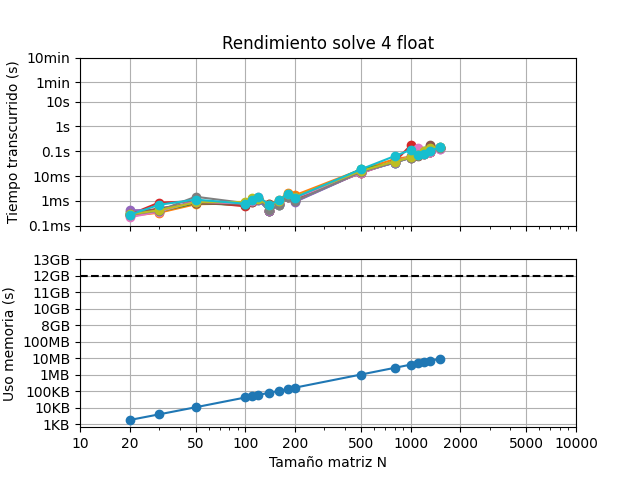 Rendimiento solve 4 float
Tiempo transcurrido (s)
10min
1min
10s
1s
0.1s
10ms
1ms
0.1ms
Uso memoria (s)
13GB
12GB
11GB
10GB
8GB
100MB
10MB
1MB
100KB
10KB
1KB
10 20 50 100 200 500 1000 2000 5000 10000
Tamaño matriz N